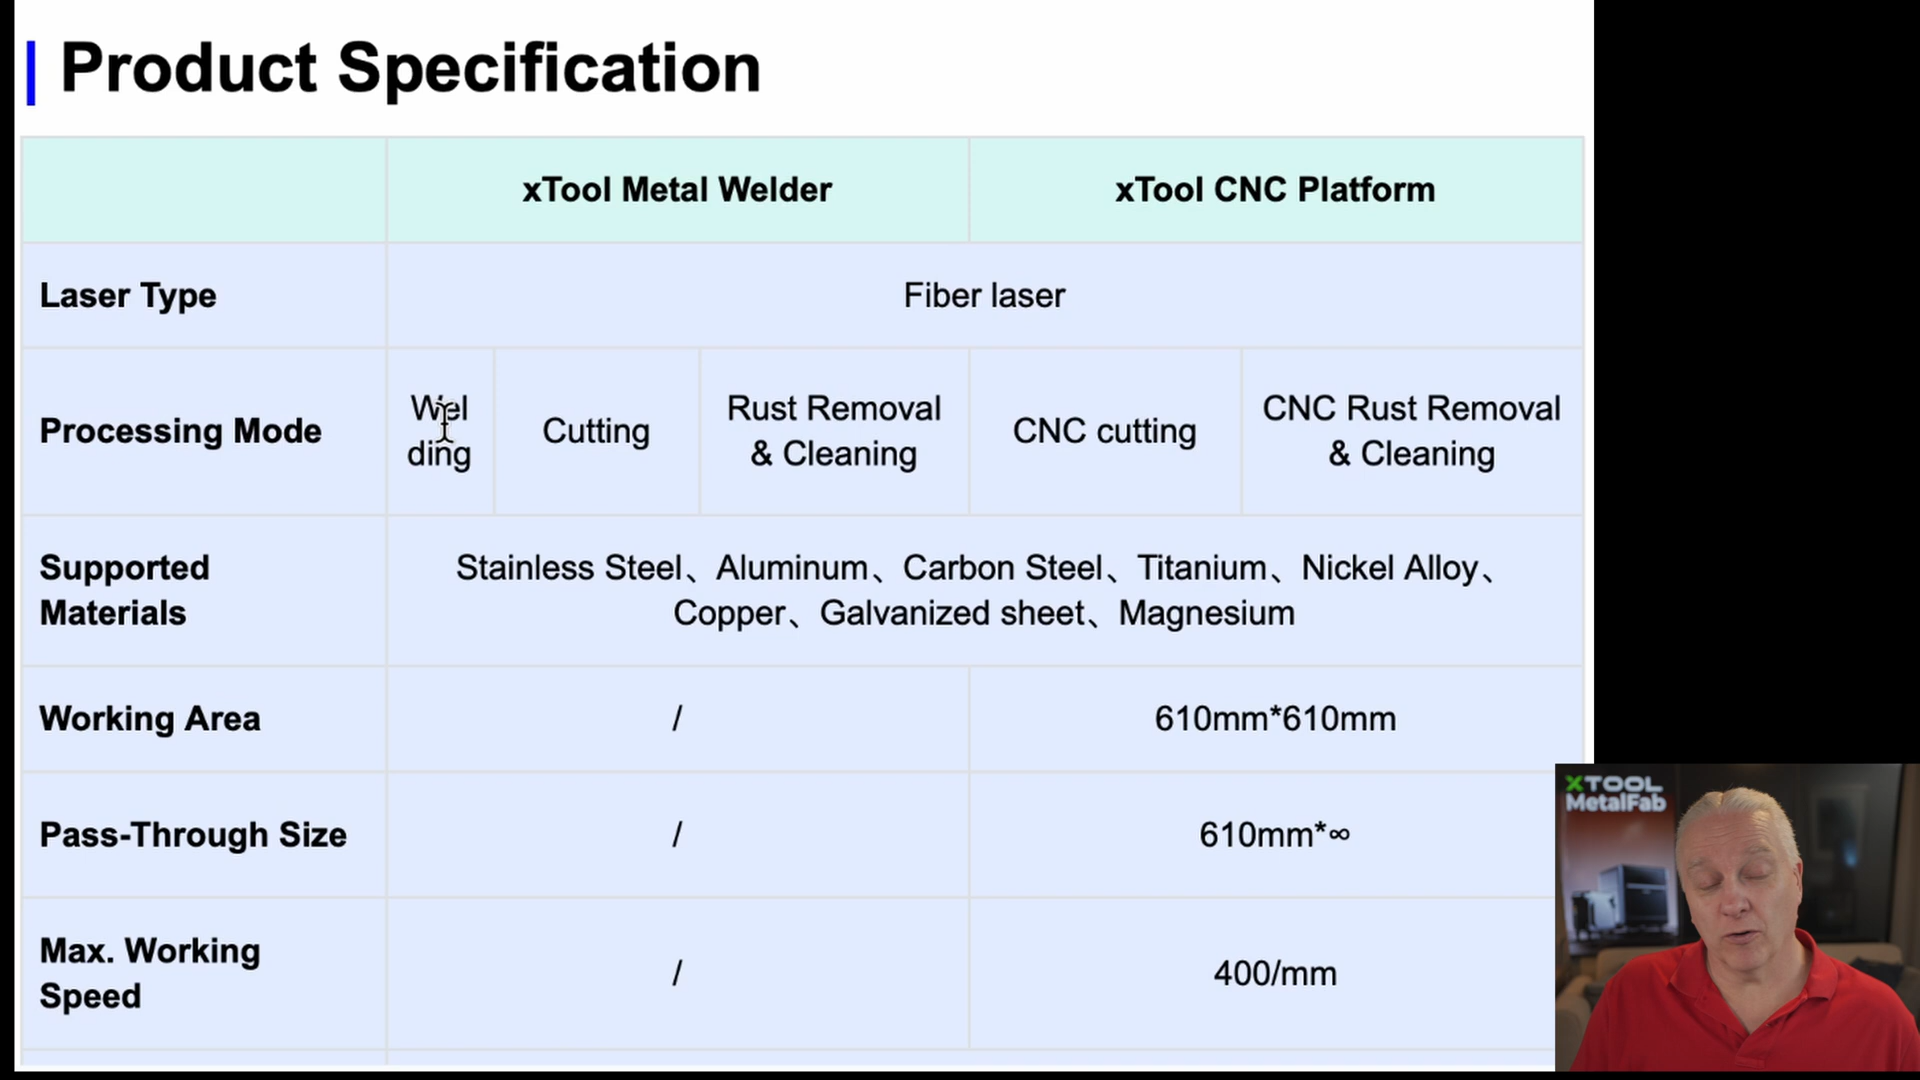 Product Specification
xTool Metal Welder
xTool CNC Platform
Laser Type
Fiber laser
Processing Mode
Wel
ding
Cutting
Rust Removal
& Cleaning
CNC cutting
CNC Rust Removal
& Cleaning
Supported
Materials
Stainless Steel、Aluminum、Carbon Steel、Titanium、Nickel Alloy、
Copper、Galvanized sheet、Magnesium
Working Area
/
610mm*610mm
Pass-Through Size
/
610mm*∞
Max. Working
Speed
/
400/mm
XTOOL
MetalFab